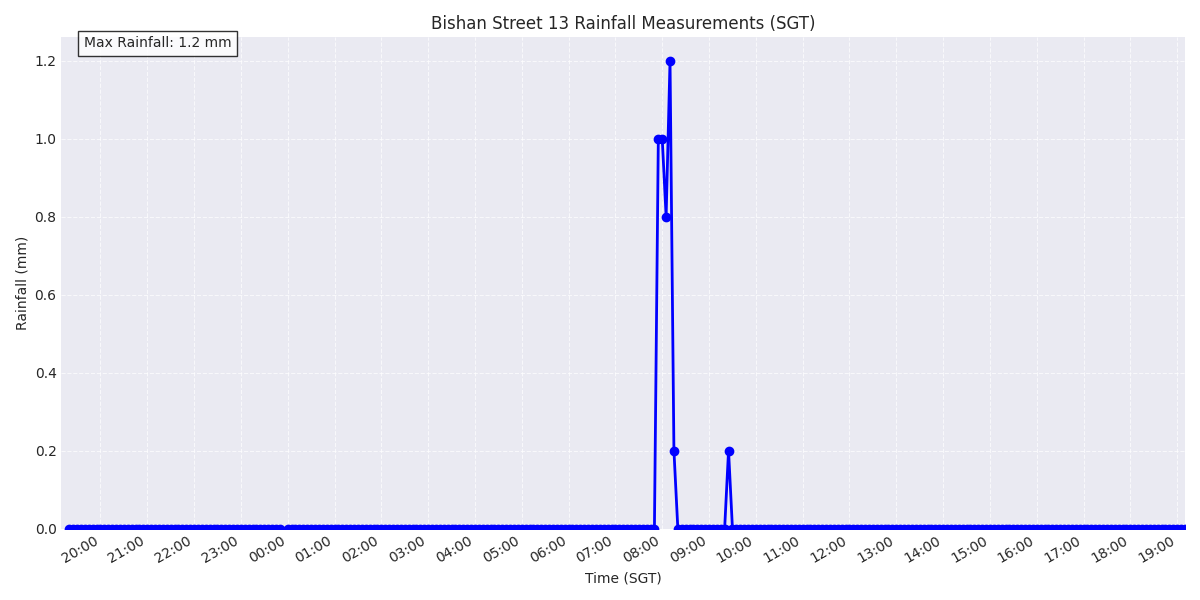 Bishan Street 13 Rainfall Measurements (SGT)
Max Rainfall: 1.2 mm
Rainfall (mm)
1.2
1.0
0.8
0.6
0.4
0.2
0.0
20:00 21:00 22:00 23:00 00:00 01:00 02:00 03:00 04:00 05:00 06:00 07:00 08:00 09:00 10:00 11:00 12:00 13:00 14:00 15:00 16:00 17:00 18:00 19:00
Time (SGT)